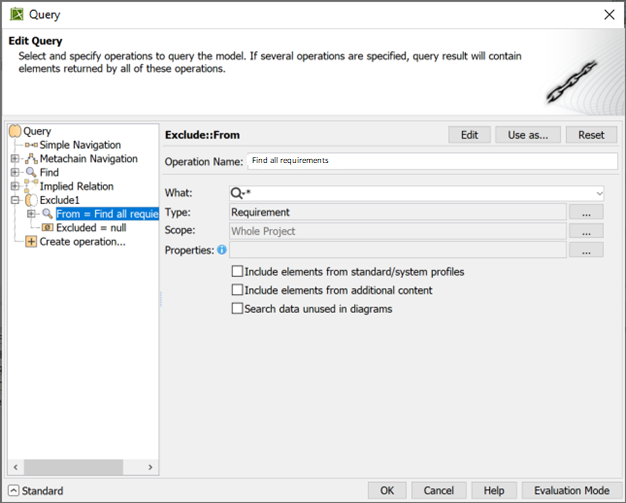 Query
Edit Query
Select and specify operations to query the model. If several operations are specified, query result will contain
elements returned by all of these operations.
Query
Simple Navigation
Metachain Navigation
Find
Implied Relation
Exclude1
From = Find all requie
Excluded = null
Create operation...
Exclude::From
Edit
Use as...
Reset
Operation Name: Find all requirements
What: *
Type: Requirement ...
Scope: Whole Project ...
Properties: ...
Include elements from standard/system profiles
Include elements from additional content
Search data unused in diagrams
Standard
OK
Cancel
Help
Evaluation Mode